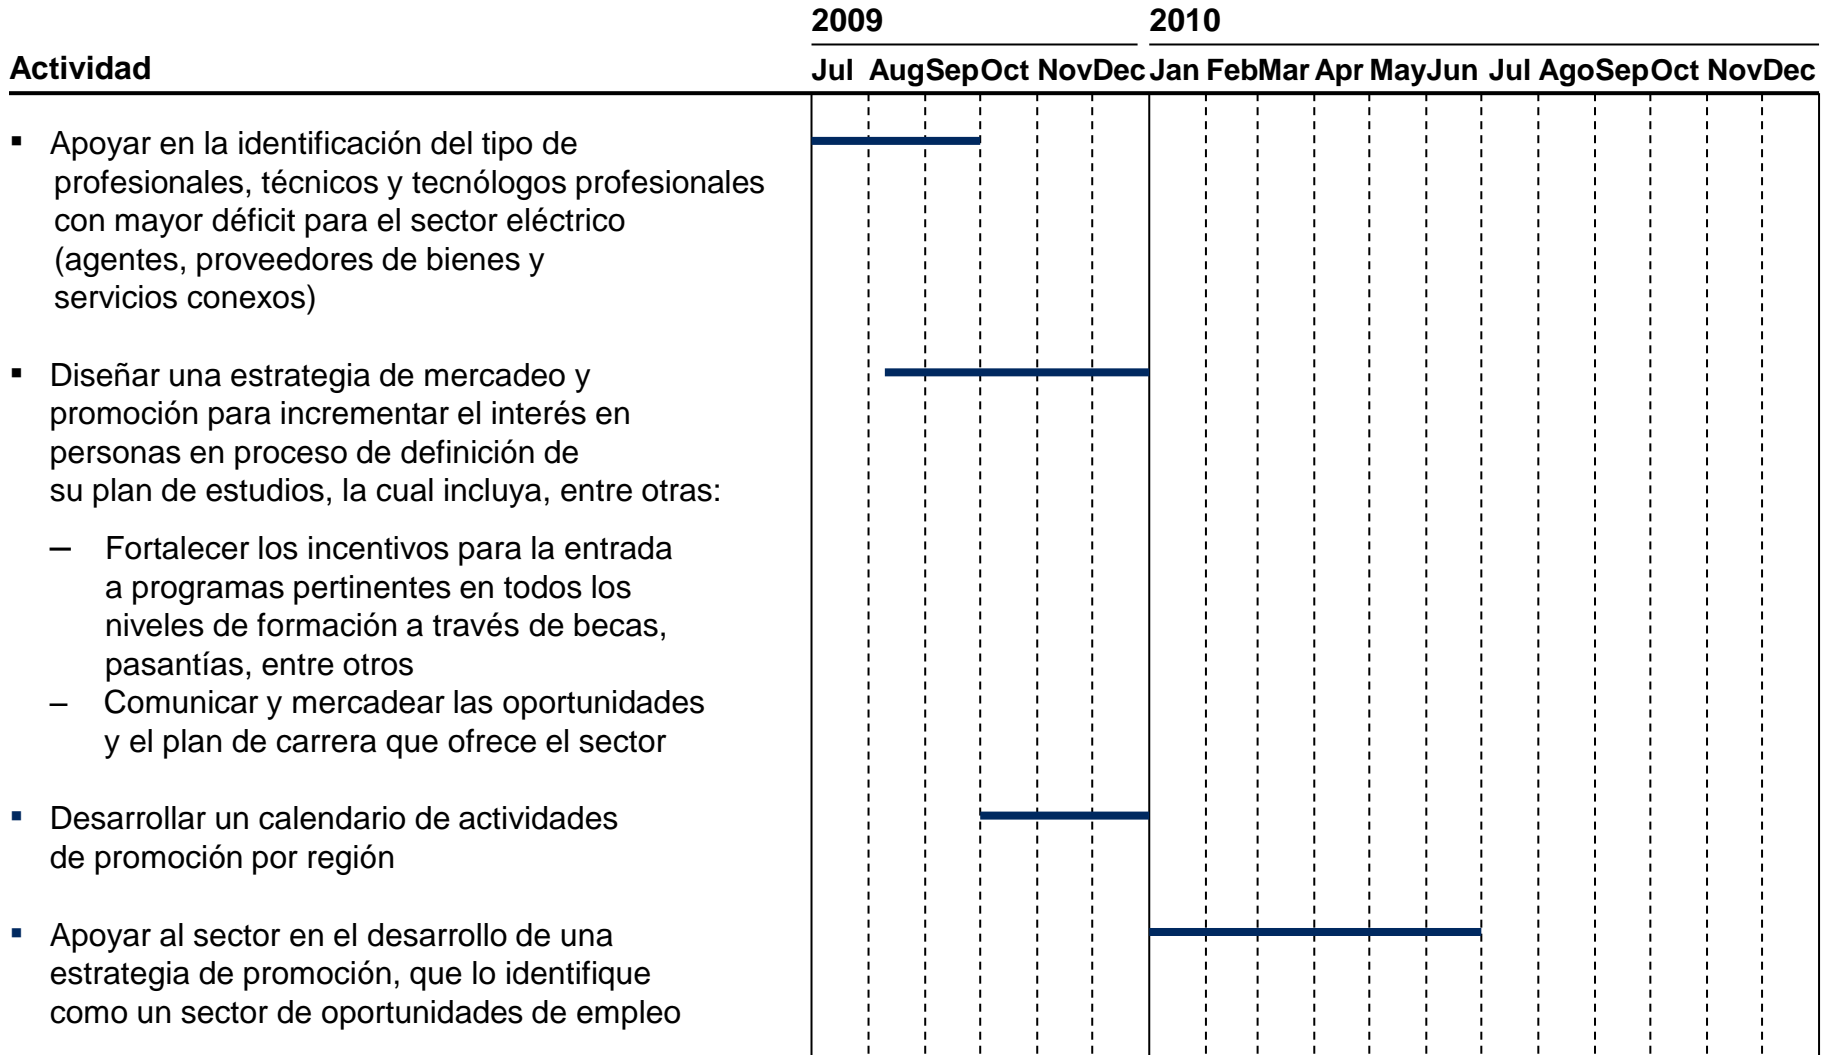 2009 2010
Actividad Jul Aug Sep Oct Nov Dec Jan Feb Mar Apr May Jun Jul Ago Sep Oct Nov Dec
▪ Apoyar en la identificación del tipo de
profesionales, técnicos y tecnólogos profesionales
con mayor déficit para el sector eléctrico
(agentes, proveedores de bienes y
servicios conexos)
▪ Diseñar una estrategia de mercadeo y
promoción para incrementar el interés en
personas en proceso de definición de
su plan de estudios, la cual incluya, entre otras:
– Fortalecer los incentivos para la entrada
a programas pertinentes en todos los
niveles de formación a través de becas,
pasantías, entre otros
– Comunicar y mercadear las oportunidades
y el plan de carrera que ofrece el sector
▪ Desarrollar un calendario de actividades
de promoción por región
▪ Apoyar al sector en el desarrollo de una
estrategia de promoción, que lo identifique
como un sector de oportunidades de empleo